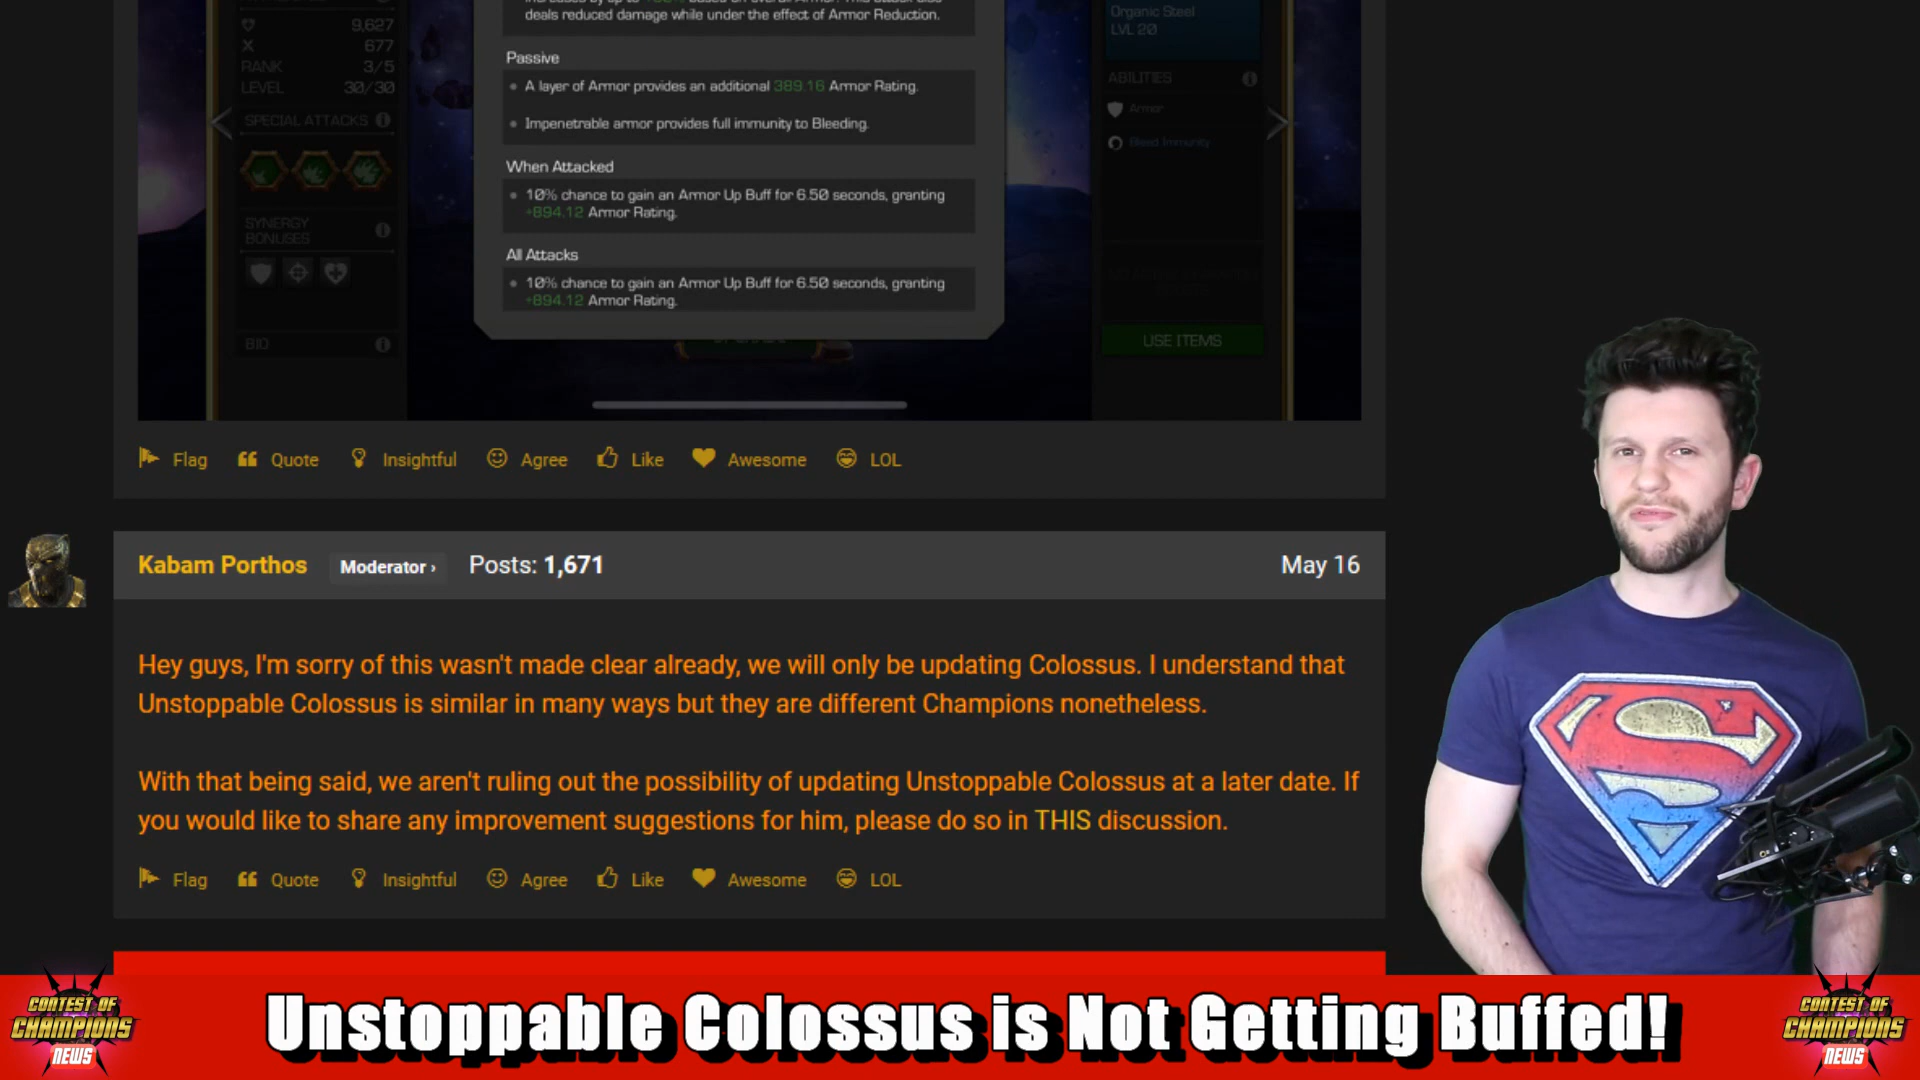 deals reduced damage while under the effect of Armor Reduction.
9,627
X 677
RANK 3/5
LEVEL 30/30
SPECIAL ATTACKS
SYNERGY
BONUSES
BIO
Passive
A layer of Armor provides an additional 389.16 Armor Rating.
Impenetrable armor provides full immunity to Bleeding.
When Attacked
10% chance to gain an Armor Up Buff for 6.50 seconds, granting
+894.12 Armor Rating.
All Attacks
10% chance to gain an Armor Up Buff for 6.50 seconds, granting
+894.12 Armor Rating.
Organic Steel
LVL 20
ABILITIES
Armor
Bleed Immunity
USE ITEMS
Flag Quote Insightful Agree Like Awesome LOL
Kabam Porthos Moderator › Posts: 1,671 May 16
Hey guys, I'm sorry of this wasn't made clear already, we will only be updating Colossus. I understand that
Unstoppable Colossus is similar in many ways but they are different Champions nonetheless.
With that being said, we aren't ruling out the possibility of updating Unstoppable Colossus at a later date. If
you would like to share any improvement suggestions for him, please do so in THIS discussion.
Flag Quote Insightful Agree Like Awesome LOL
CONTEST OF
CHAMPIONS
NEWS
Unstoppable Colossus is Not Getting Buffed!
CONTEST OF
CHAMPIONS
NEWS